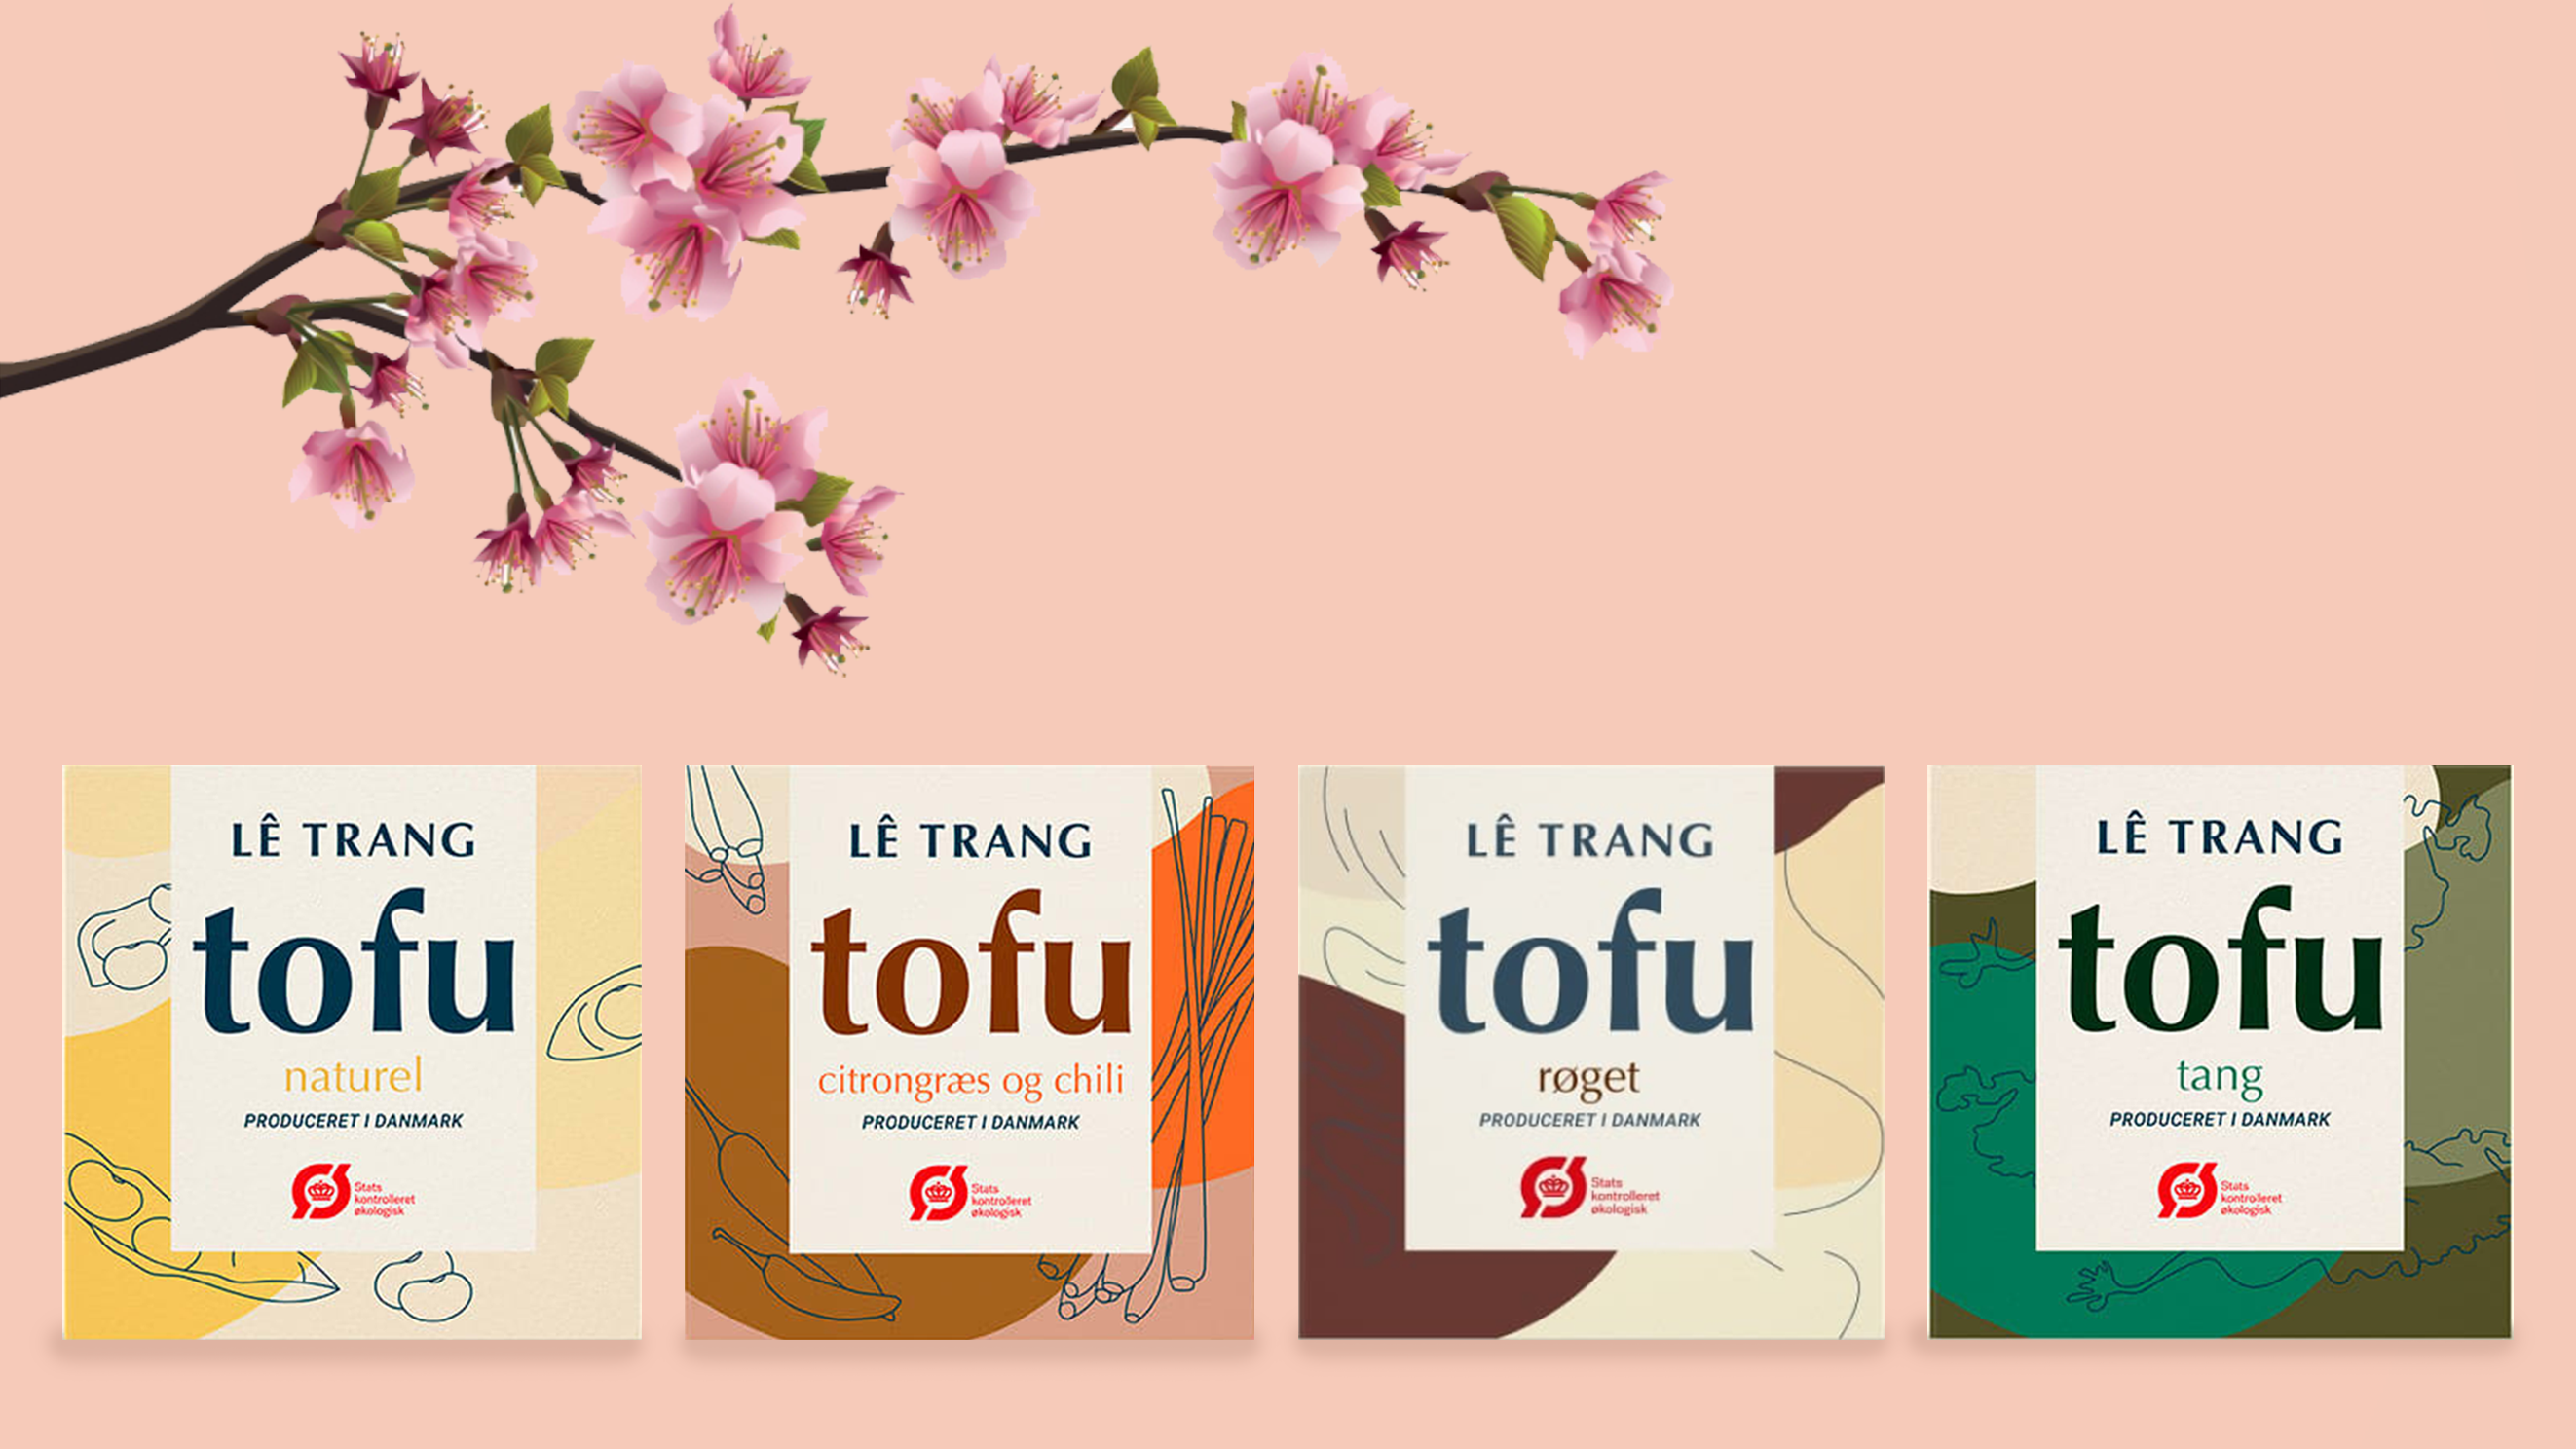 LÊ TRANG
tofu
naturel
PRODUCERET I DANMARK
Stats
kontrolleret
økologisk
LÊ TRANG
tofu
citrongræs og chili
PRODUCERET I DANMARK
Stats
kontrolleret
økologisk
LÊ TRANG
tofu
røget
PRODUCERET I DANMARK
Stats
kontrolleret
økologisk
LÊ TRANG
tofu
tang
PRODUCERET I DANMARK
Stats
kontrolleret
økologisk